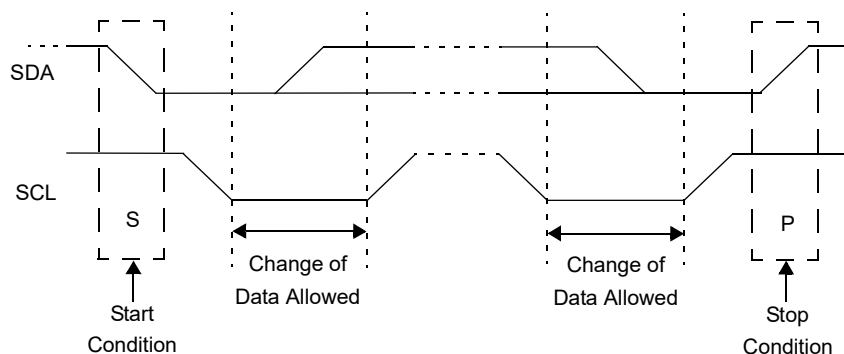 SDA
SCL
S
P
Change of
Data Allowed
Change of
Data Allowed
Start
Condition
Stop
Condition